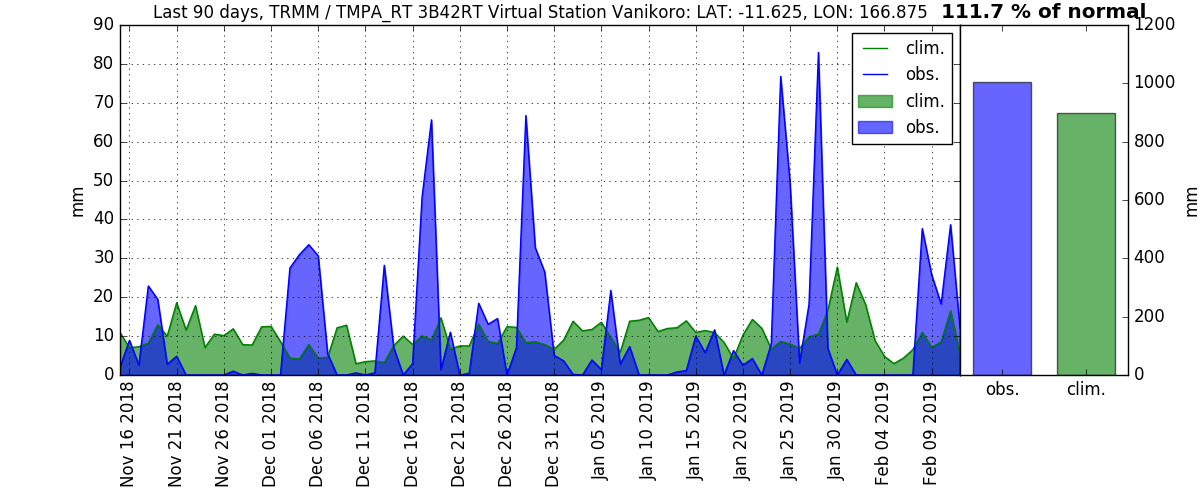 Last 90 days, TRMM / TMPA_RT 3B42RT Virtual Station Vanikoro: LAT: -11.625, LON: 166.875 111.7 % of normal
90
80
70
60
50
40
30
20
10
0
mm
clim.
obs.
clim.
obs.
1200
1000
800
600
400
200
0
mm
Nov 16 2018
Nov 21 2018
Nov 26 2018
Dec 01 2018
Dec 06 2018
Dec 11 2018
Dec 16 2018
Dec 21 2018
Dec 26 2018
Dec 31 2018
Jan 05 2019
Jan 10 2019
Jan 15 2019
Jan 20 2019
Jan 25 2019
Jan 30 2019
Feb 04 2019
Feb 09 2019
obs. clim.